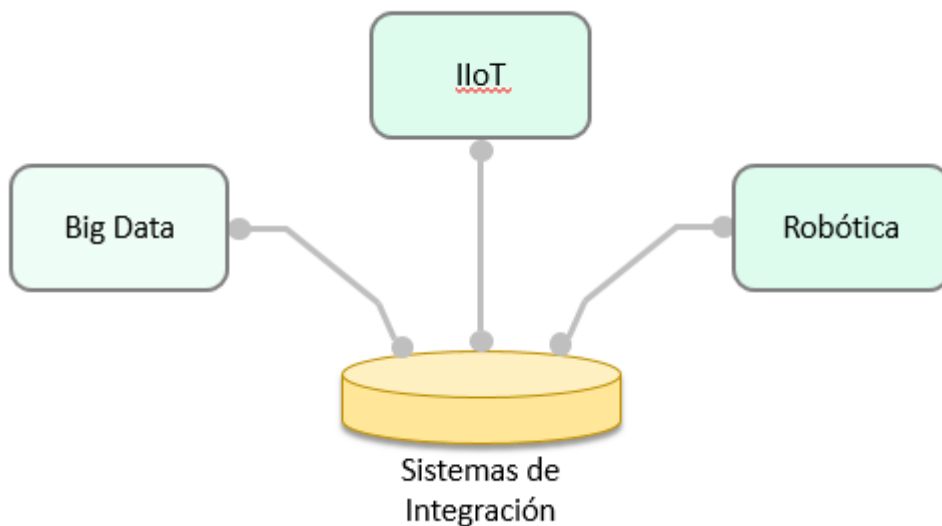 IIoT
Big Data
Robótica
Sistemas de
Integración